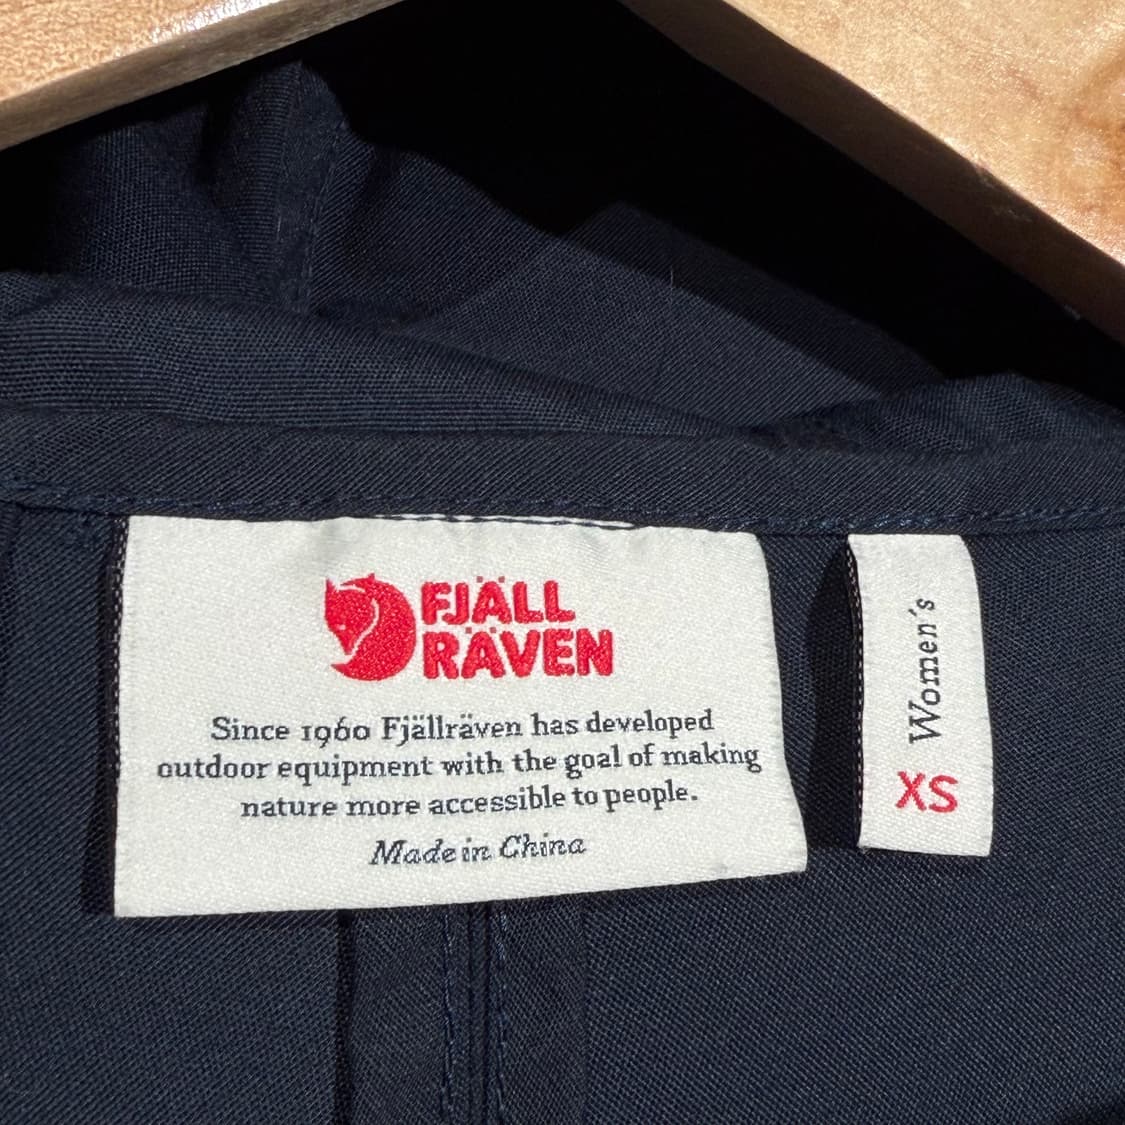 FJÄLL
RÄVEN
Since 1960 Fjällräven has developed
outdoor equipment with the goal of making
nature more accessible to people.
Made in China
Women's
XS